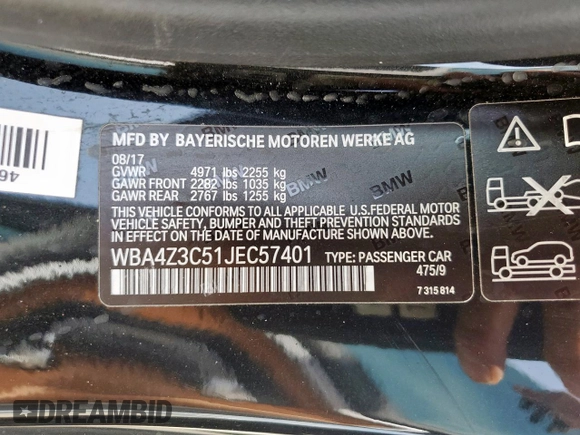 MFD BY BAYERISCHE MOTOREN WERKE AG
08/17
GVWR 4971 lbs 2255 kg
GAWR FRONT 2282 lbs 1035 kg
GAWR REAR 2767 lbs 1255 kg
THIS VEHICLE CONFORMS TO ALL APPLICABLE U.S.FEDERAL MOTOR
VEHICLE SAFETY, BUMPER AND THEFT PREVENTION STANDARDS
IN EFFECT ON THE DATE OF MANUFACTURE SHOWN ABOVE.
WBA4Z3C51JEC57401 TYPE: PASSENGER CAR
475/9
7 315 814
BMW
BMW
BMW
DREAMBID